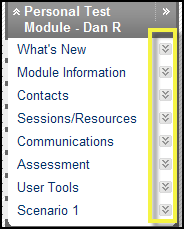 Personal Test
Module - Dan R
What's New
Module Information
Contacts
Sessions/Resources
Communications
Assessment
User Tools
Scenario 1